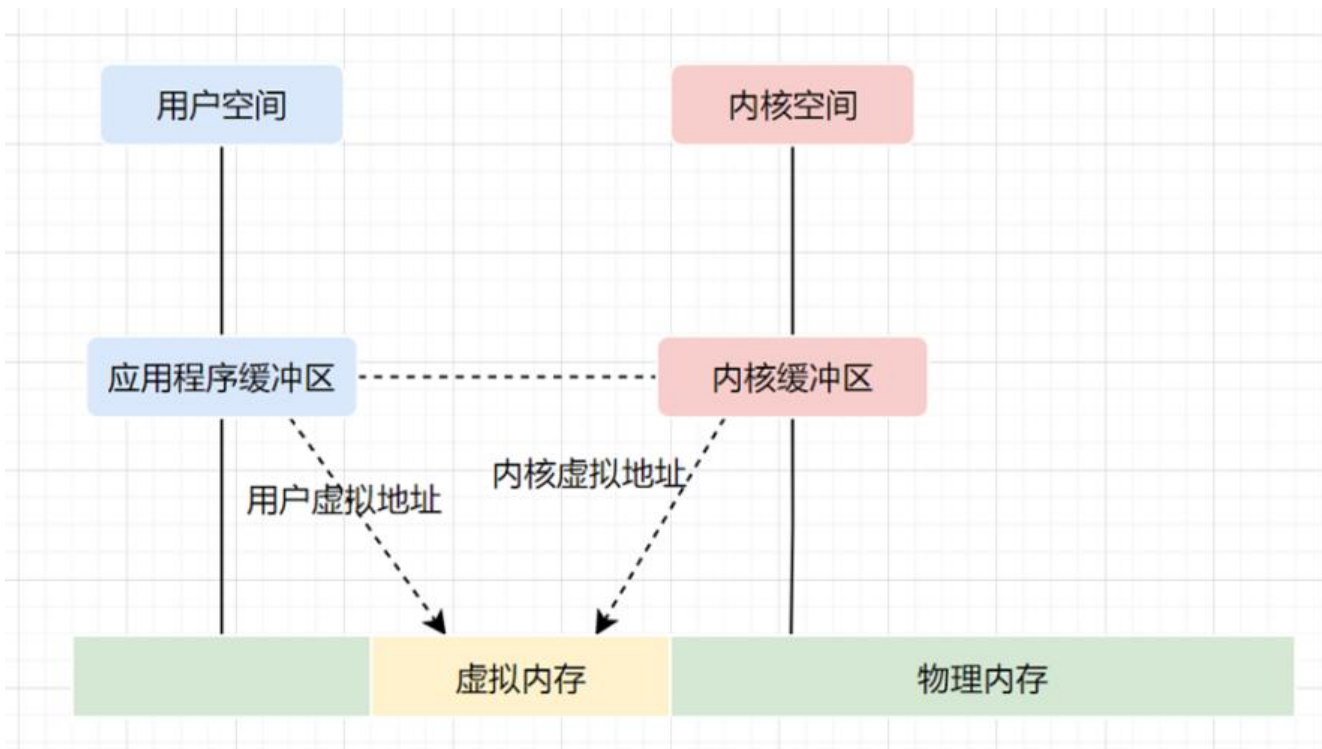 用户空间
内核空间
应用程序缓冲区
内核缓冲区
内核虚拟地址
用户虚拟地址
虚拟内存
物理内存